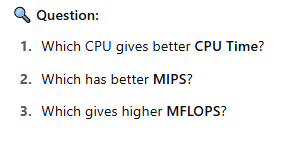 🔍 Question:
1. Which CPU gives better CPU Time?
2. Which has better MIPS?
3. Which gives higher MFLOPS?